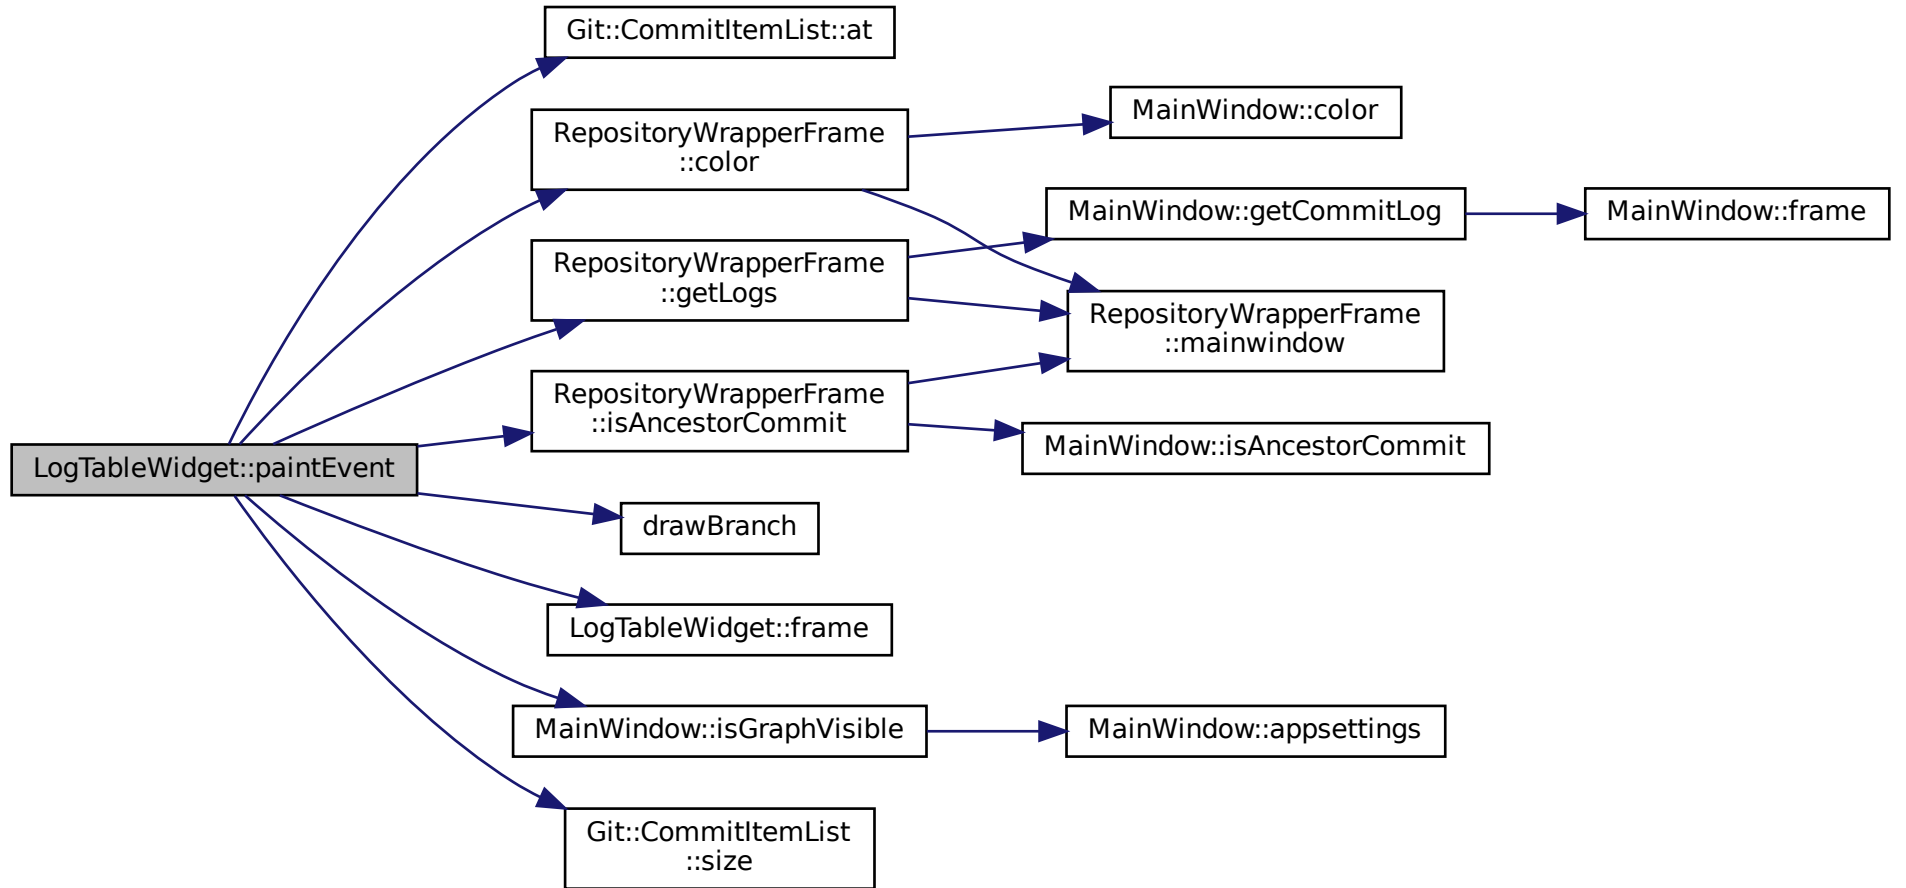 Git::CommitItemList::at
RepositoryWrapperFrame
::color
MainWindow::color
RepositoryWrapperFrame
::getLogs
MainWindow::getCommitLog
MainWindow::frame
RepositoryWrapperFrame
::mainwindow
RepositoryWrapperFrame
::isAncestorCommit
MainWindow::isAncestorCommit
LogTableWidget::paintEvent
drawBranch
LogTableWidget::frame
MainWindow::isGraphVisible
MainWindow::appsettings
Git::CommitItemList
::size